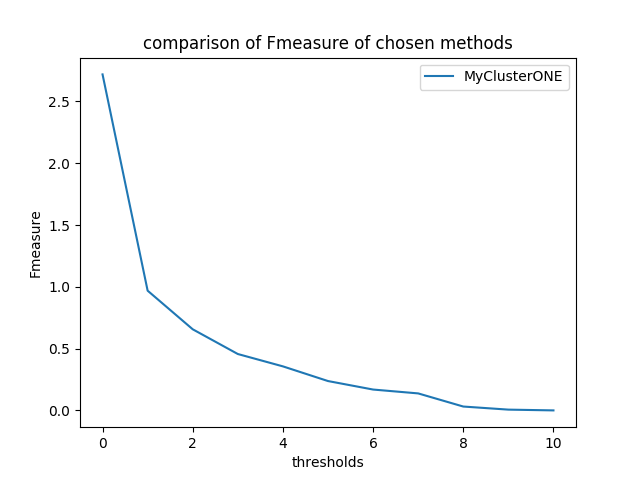 comparison of Fmeasure of chosen methods
MyClusterONE
2.5
2.0
1.5
1.0
0.5
0.0
Fmeasure
0 2 4 6 8 10
thresholds